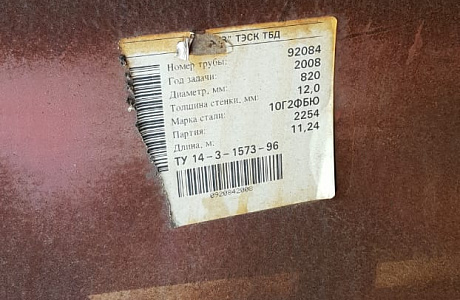 З" ТЭСК ТБД
Номер трубы: 92084
Год задачи: 2008
Диаметр, мм: 820
Толщина стенки, мм: 12,0
Марка стали: 10Г2ФБЮ
Партия: 2254
Длина, м: 11,24
ТУ 14-3-1573-96
0920842008